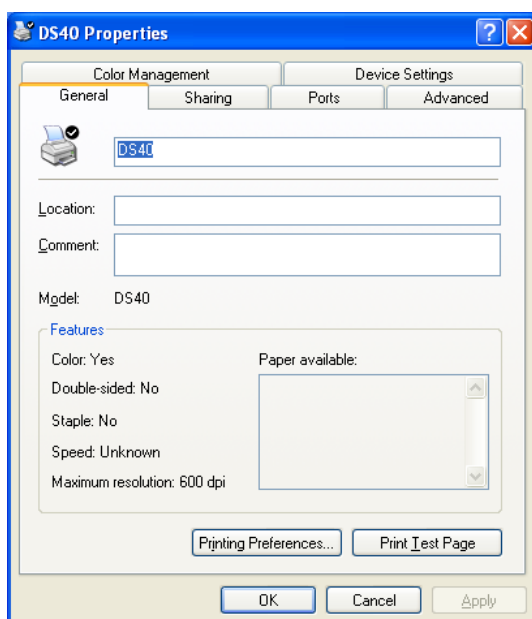 DS40 Properties
Color Management Device Settings
General Sharing Ports Advanced
DS40
Location:
Comment:
Model: DS40
Features
Color: Yes Paper available:
Double-sided: No
Staple: No
Speed: Unknown
Maximum resolution: 600 dpi
Printing Preferences... Print Test Page
OK Cancel Apply